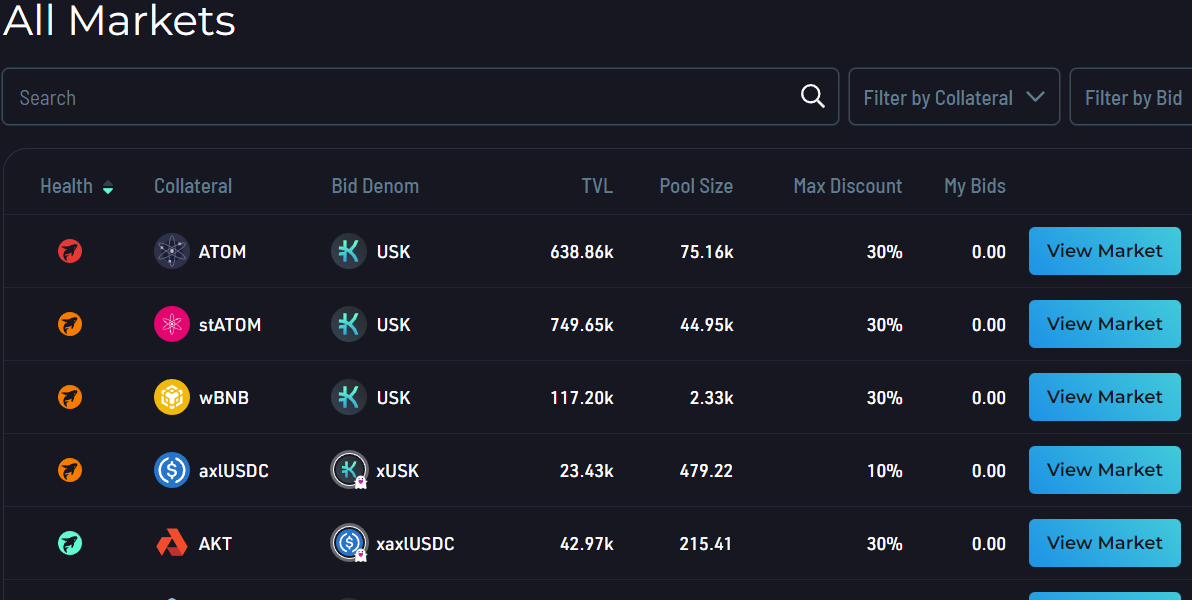 All Markets
Search Filter by Collateral Filter by Bid
Health Collateral Bid Denom TVL Pool Size Max Discount My Bids
ATOM USK 638.86k 75.16k 30% 0.00 View Market
stATOM USK 749.65k 44.95k 30% 0.00 View Market
wBNB USK 117.20k 2.33k 30% 0.00 View Market
axlUSDC xUSK 23.43k 479.22 10% 0.00 View Market
AKT xaxlUSDC 42.97k 215.41 30% 0.00 View Market